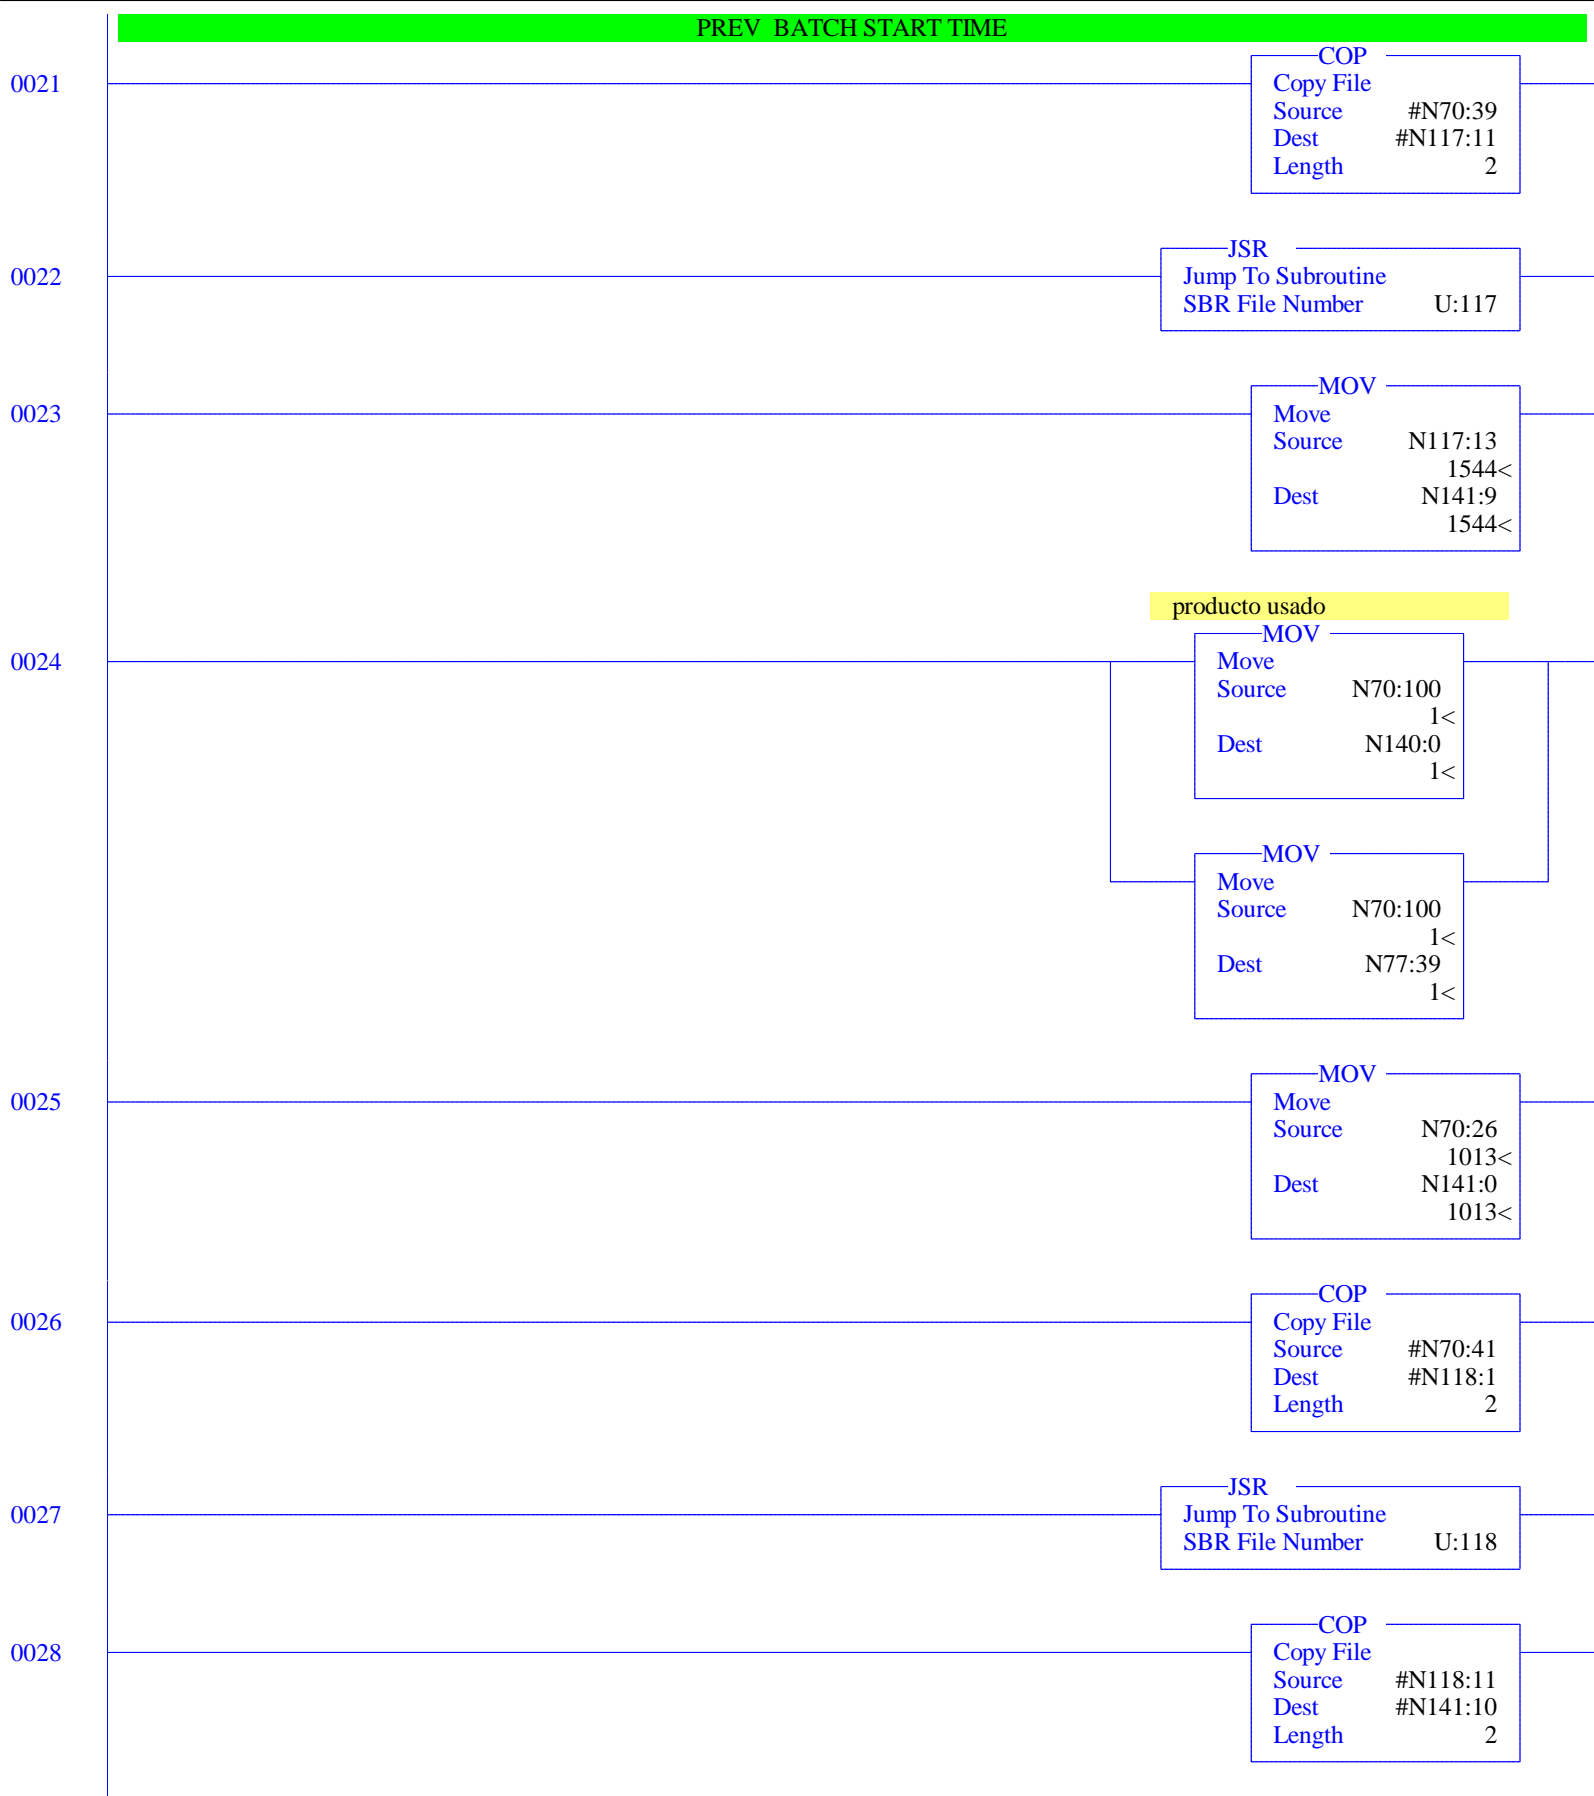 PREV BATCH START TIME
0021
COP
Copy File
Source #N70:39
Dest #N117:11
Length 2
0022
JSR
Jump To Subroutine
SBR File Number U:117
0023
MOV
Move
Source N117:13
1544<
Dest N141:9
1544<
producto usado
0024
MOV
Move
Source N70:100
1<
Dest N140:0
1<
MOV
Move
Source N70:100
1<
Dest N77:39
1<
0025
MOV
Move
Source N70:26
1013<
Dest N141:0
1013<
0026
COP
Copy File
Source #N70:41
Dest #N118:1
Length 2
0027
JSR
Jump To Subroutine
SBR File Number U:118
0028
COP
Copy File
Source #N118:11
Dest #N141:10
Length 2